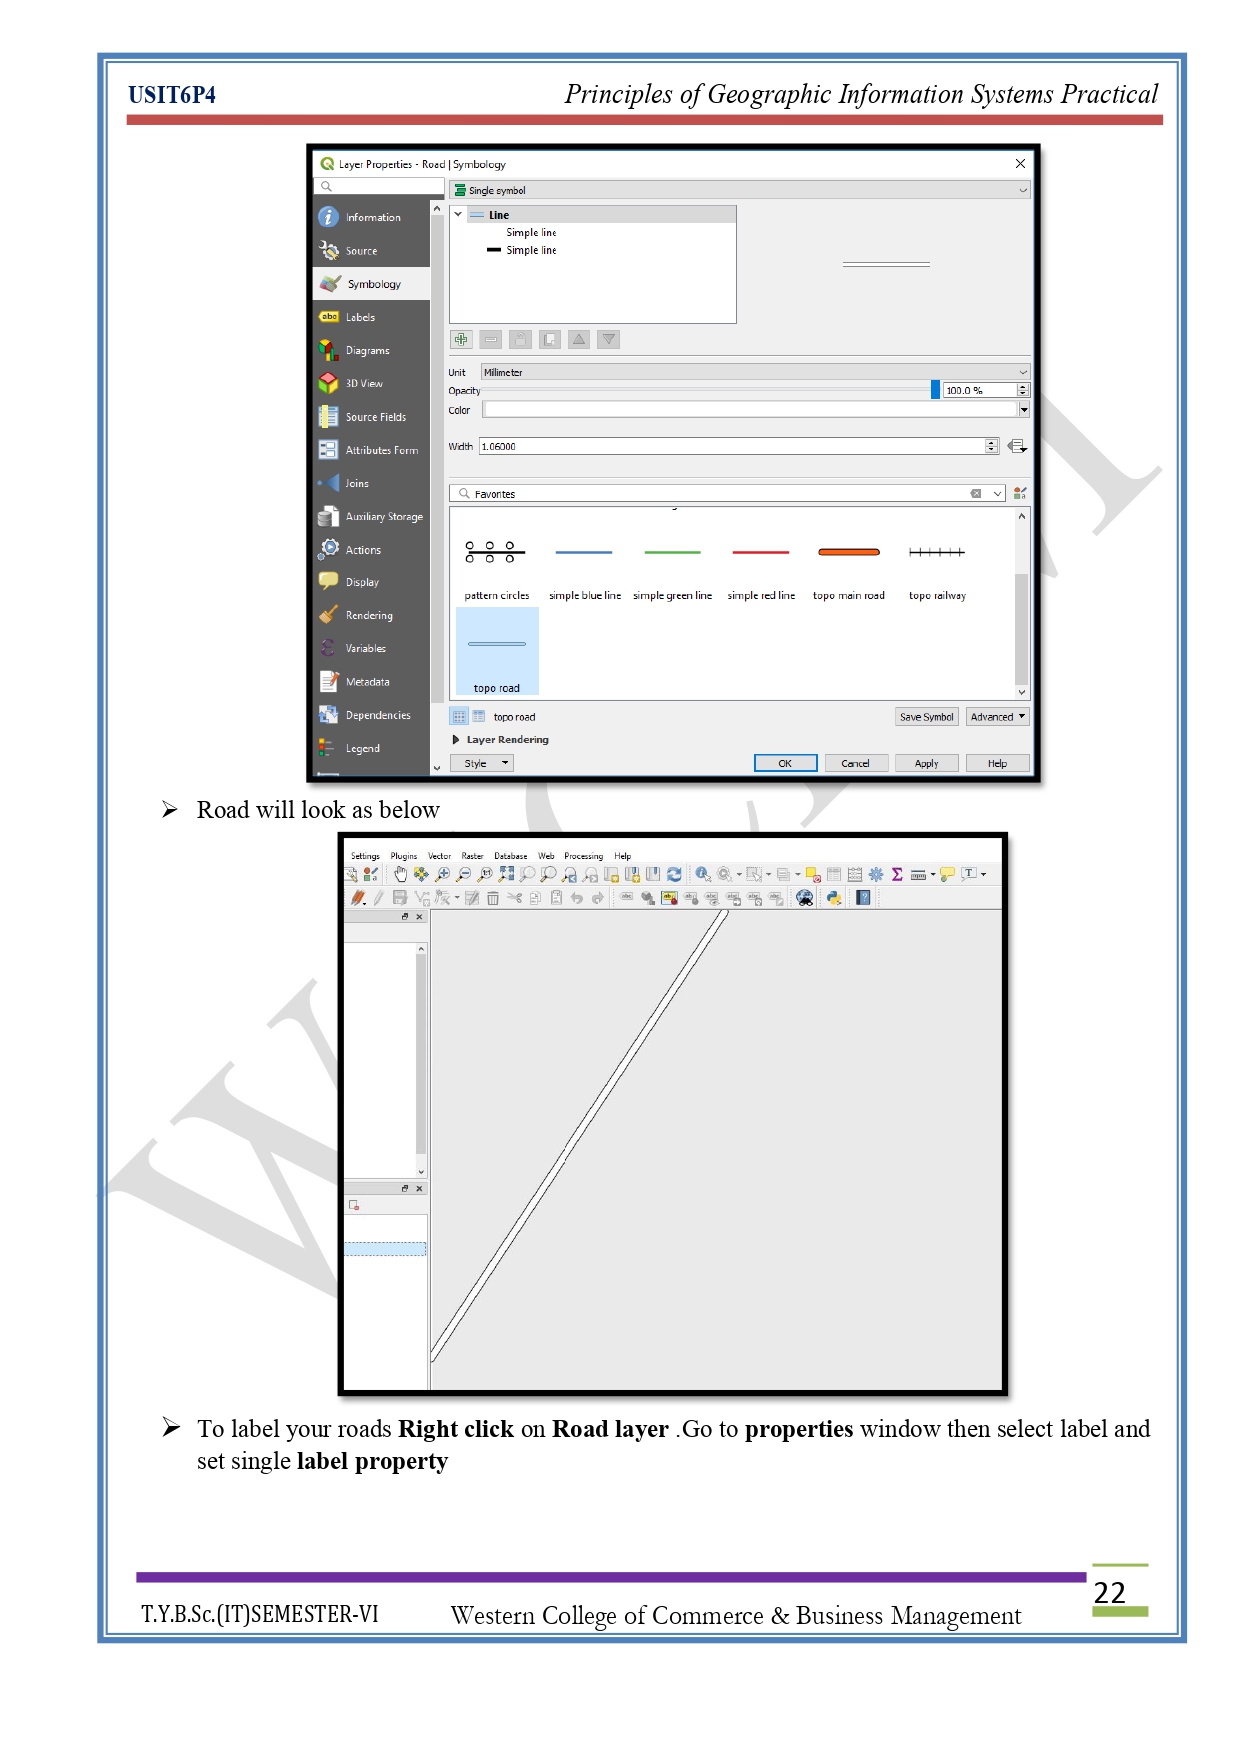 USIT6P4 Principles of Geographic Information Systems Practical
Layer Properties - Road | Symbology
Single symbol
Information
Source
Symbology
Labels
Diagrams
3D View
Source Fields
Attributes Form
Joins
Auxiliary Storage
Actions
Display
Rendering
Variables
Metadata
Dependencies
Legend
Line
Simple line
Simple line
Unit Millimeter
Opacity 100.0 %
Color
Width 1.06000
Favorites
pattern circles simple blue line simple green line simple red line topo main road topo railway
topo road
topo road Save Symbol Advanced
Layer Rendering
Style OK Cancel Apply Help
➢ Road will look as below
Settings Plugins Vector Raster Database Web Processing Help
➢ To label your roads Right click on Road layer .Go to properties window then select label and
set single label property
22
T.Y.B.Sc.(IT)SEMESTER-VI Western College of Commerce & Business Management